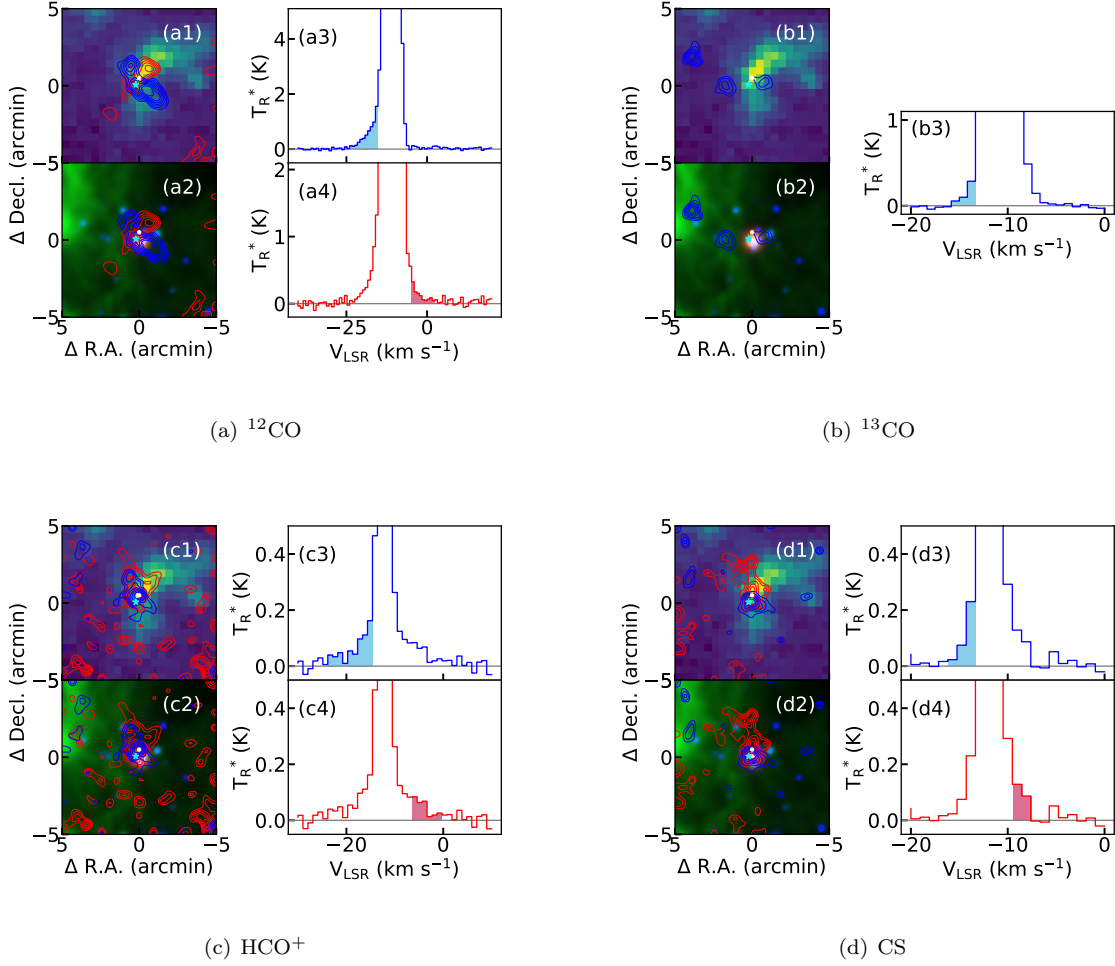 5
0
−5
Δ Decl. (arcmin)
(a1)
(a2)
5 0 −5
Δ R.A. (arcmin)
(a3)
T_R^* (K)
4
2
0
(a4)
T_R^* (K)
2
1
0
−25 0
V_LSR (km s⁻¹)
(a) ¹²CO
5
0
−5
Δ Decl. (arcmin)
(b1)
(b2)
5 0 −5
Δ R.A. (arcmin)
(b3)
T_R^* (K)
1
0
−20 −10 0
V_LSR (km s⁻¹)
(b) ¹³CO
5
0
−5
0
−5
Δ Decl. (arcmin)
(c1)
(c2)
5 0 −5
Δ R.A. (arcmin)
(c3)
T_R^* (K)
0.4
0.2
0.0
(c4)
T_R^* (K)
0.4
0.2
0.0
−20 0
V_LSR (km s⁻¹)
(c) HCO⁺
5
0
−5
0
−5
Δ Decl. (arcmin)
(d1)
(d2)
5 0 −5
Δ R.A. (arcmin)
(d3)
T_R^* (K)
0.4
0.2
0.0
(d4)
T_R^* (K)
0.4
0.2
0.0
−20 −10 0
V_LSR (km s⁻¹)
(d) CS